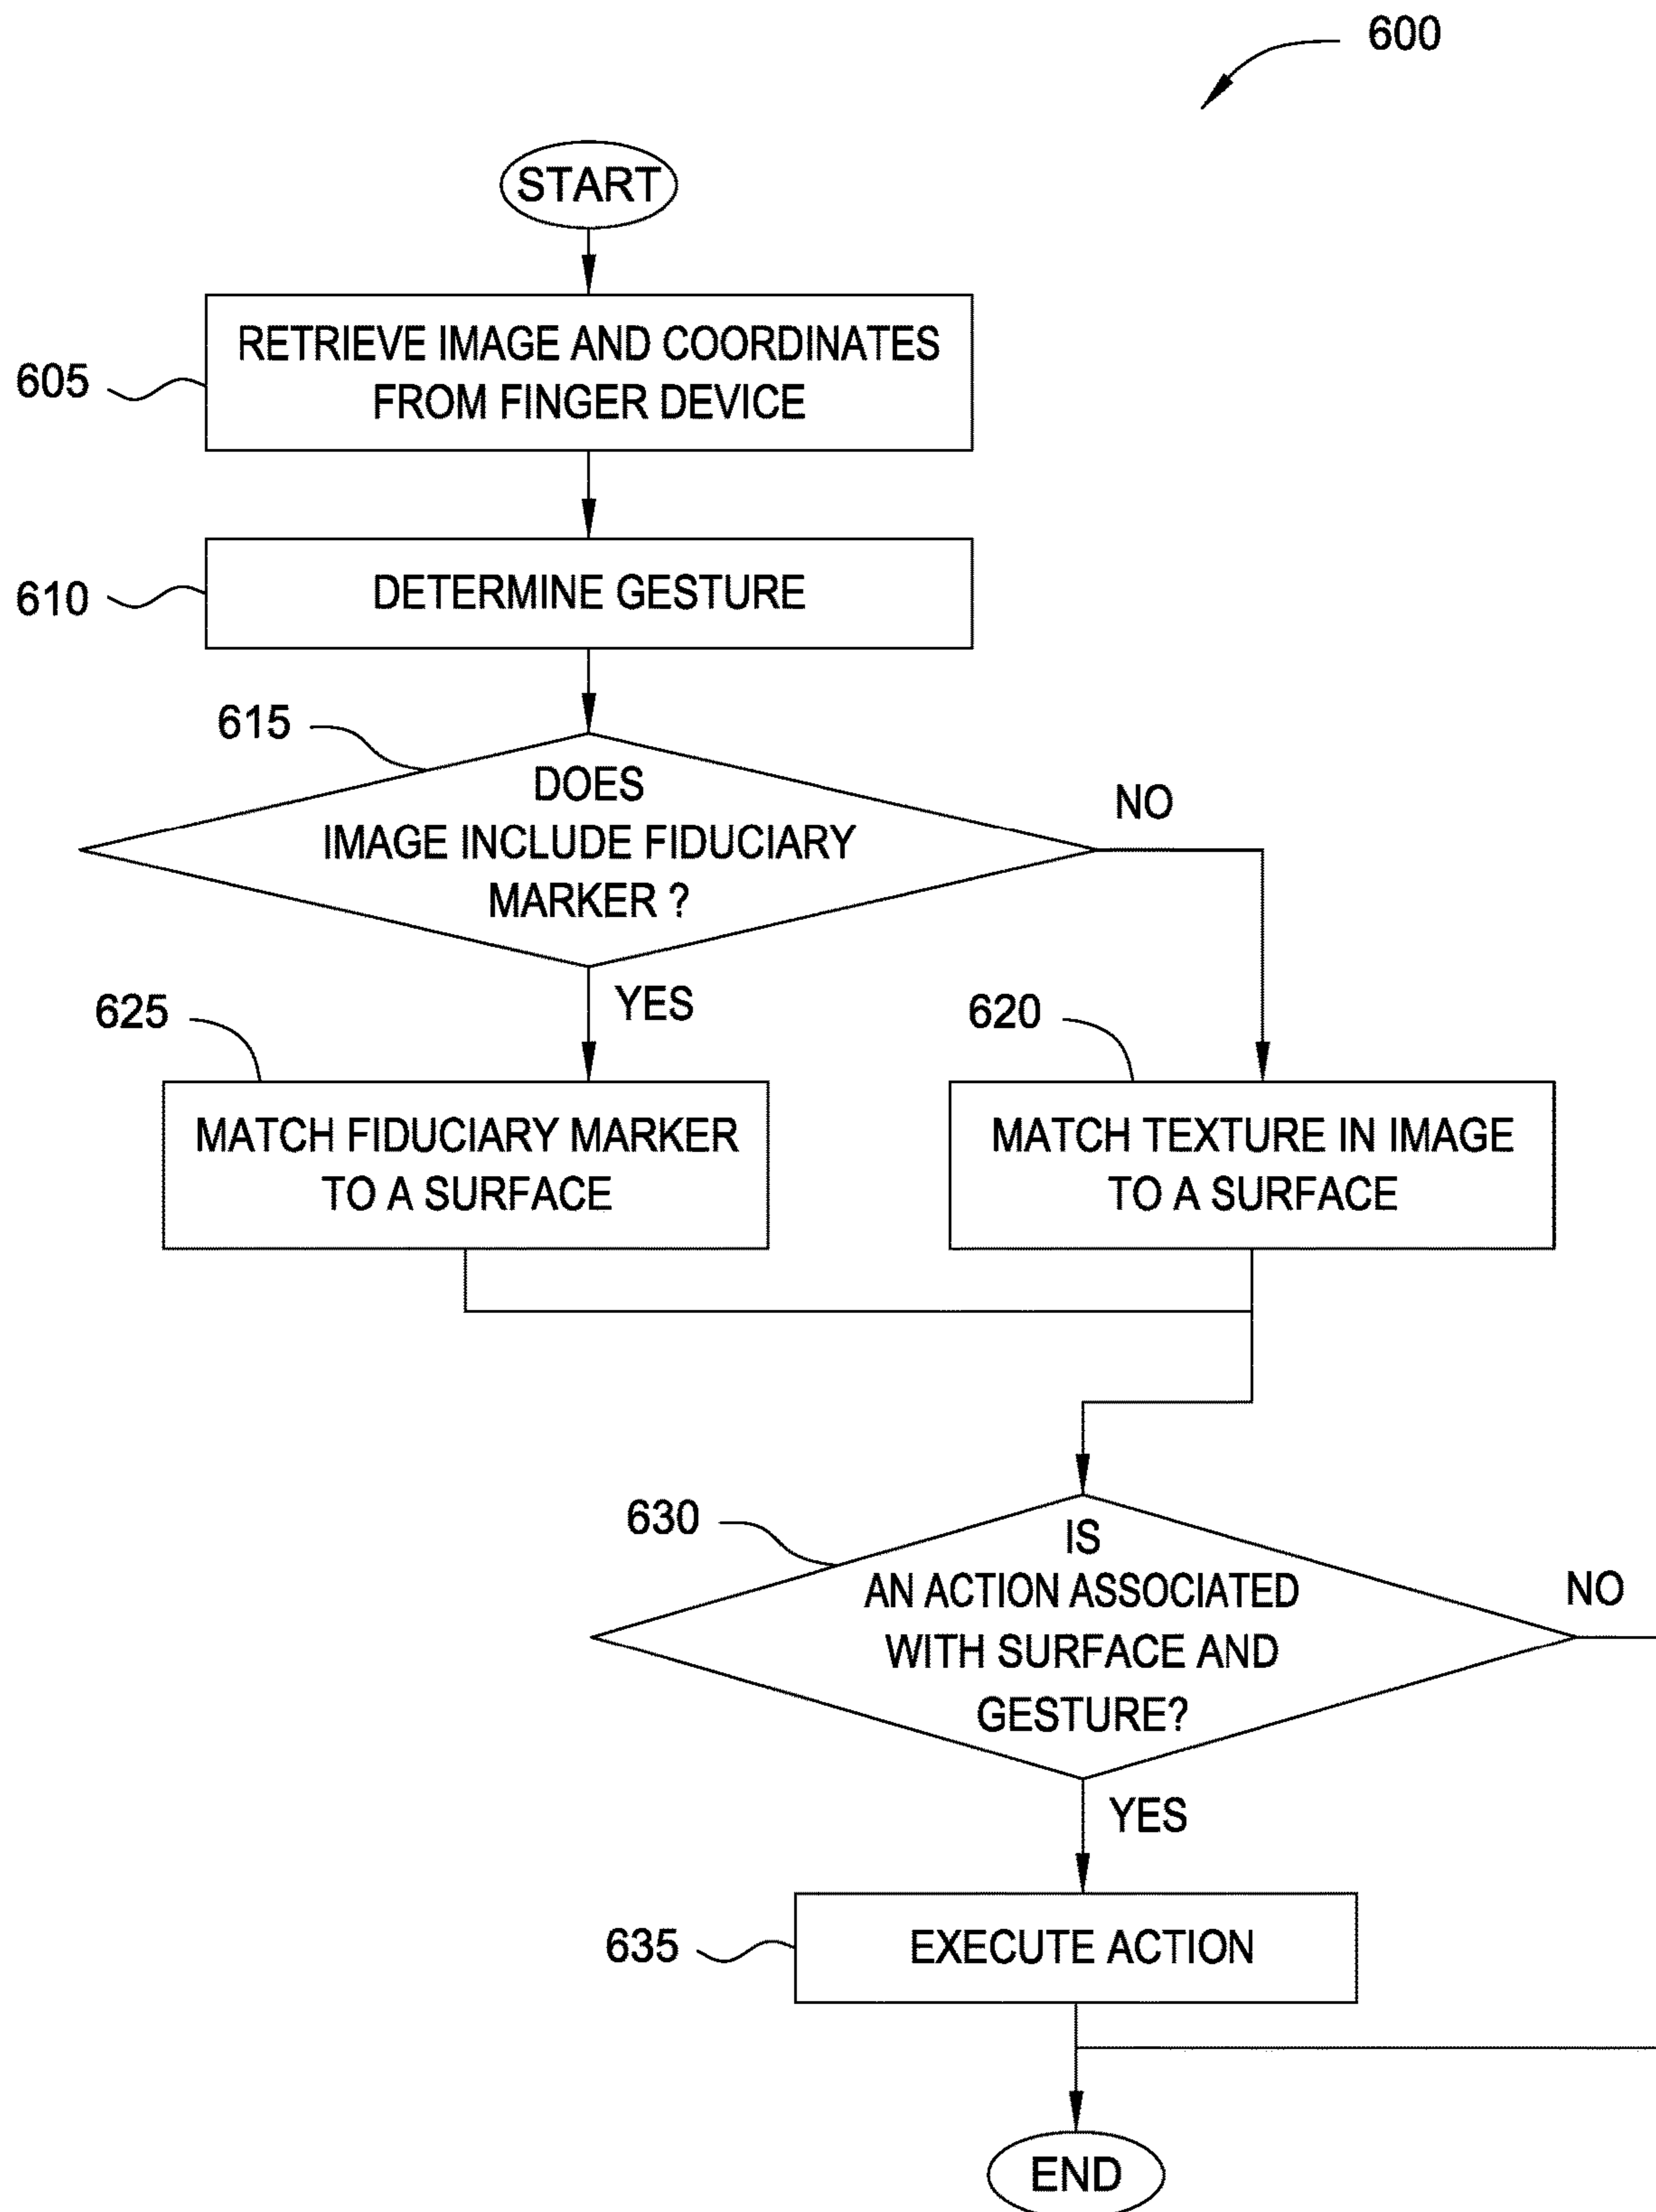 600
START
605
RETRIEVE IMAGE AND COORDINATES
FROM FINGER DEVICE
610
DETERMINE GESTURE
615
DOES
IMAGE INCLUDE FIDUCIARY
MARKER ?
NO
YES
625
MATCH FIDUCIARY MARKER
TO A SURFACE
620
MATCH TEXTURE IN IMAGE
TO A SURFACE
630
IS
AN ACTION ASSOCIATED
WITH SURFACE AND
GESTURE?
NO
YES
635
EXECUTE ACTION
END